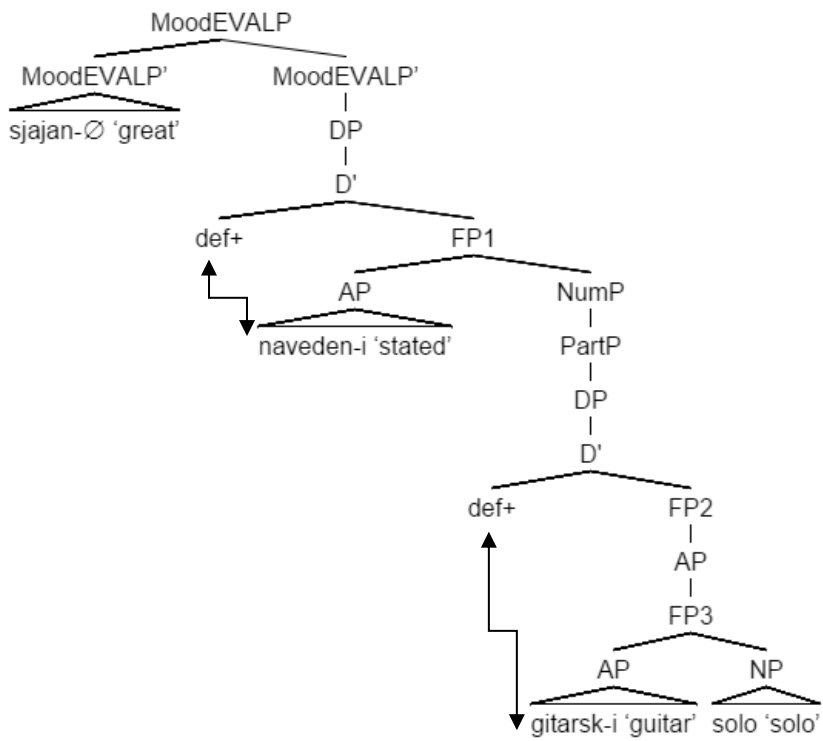 MoodEVALP
MoodEVALP' MoodEVALP'
sjajan-∅ ‘great’ DP
D'
def+ FP1
AP NumP
naveden-i ‘stated’ PartP
DP
D'
def+ FP2
AP
FP3
AP NP
gitarsk-i ‘guitar’ solo ‘solo’